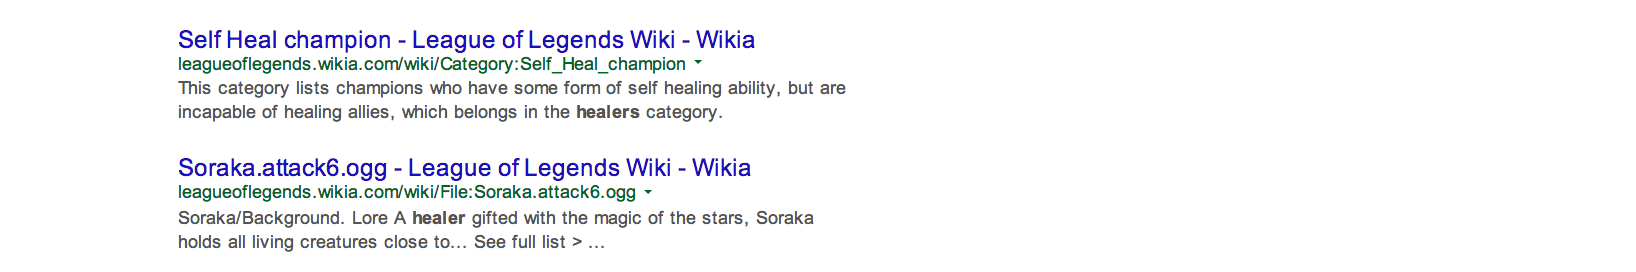 Self Heal champion - League of Legends Wiki - Wikia
leagueoflegends.wikia.com/wiki/Category:Self_Heal_champion
This category lists champions who have some form of self healing ability, but are
incapable of healing allies, which belongs in the healers category.
Soraka.attack6.ogg - League of Legends Wiki - Wikia
leagueoflegends.wikia.com/wiki/File:Soraka.attack6.ogg
Soraka/Background. Lore A healer gifted with the magic of the stars, Soraka
holds all living creatures close to... See full list > ...